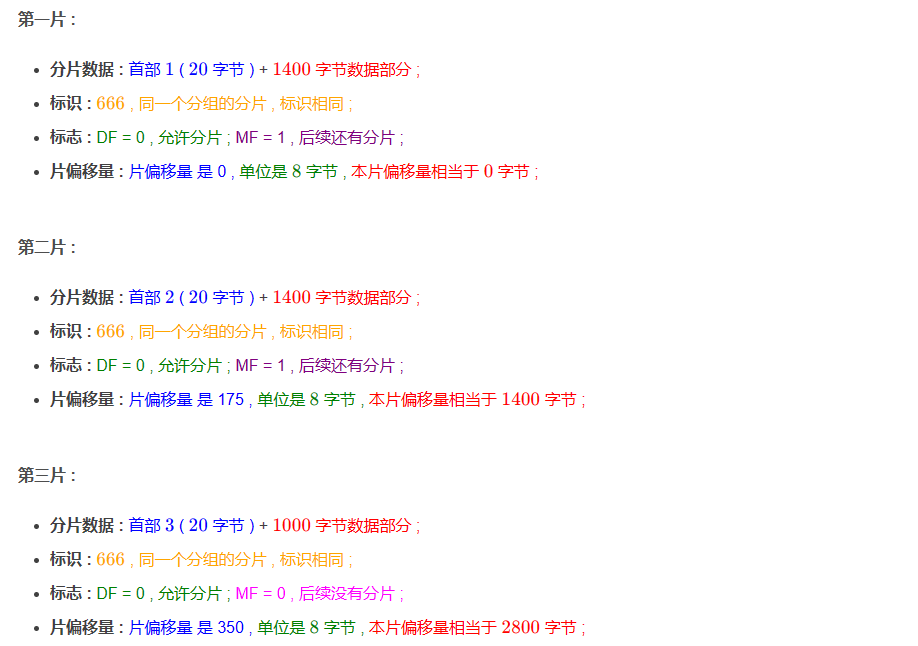 第一片 :
分片数据 : 首部 1 ( 20 字节 ) + 1400 字节数据部分 ;
标识 : 666 , 同一个分组的分片 , 标识相同 ;
标志 : DF = 0 , 允许分片 ; MF = 1 , 后续还有分片 ;
片偏移量 : 片偏移量 是 0 , 单位是 8 字节 , 本片偏移量相当于 0 字节 ;
第二片 :
分片数据 : 首部 2 ( 20 字节 ) + 1400 字节数据部分 ;
标识 : 666 , 同一个分组的分片 , 标识相同 ;
标志 : DF = 0 , 允许分片 ; MF = 1 , 后续还有分片 ;
片偏移量 : 片偏移量 是 175 , 单位是 8 字节 , 本片偏移量相当于 1400 字节 ;
第三片 :
分片数据 : 首部 3 ( 20 字节 ) + 1000 字节数据部分 ;
标识 : 666 , 同一个分组的分片 , 标识相同 ;
标志 : DF = 0 , 允许分片 ; MF = 0 , 后续没有分片 ;
片偏移量 : 片偏移量 是 350 , 单位是 8 字节 , 本片偏移量相当于 2800 字节 ;